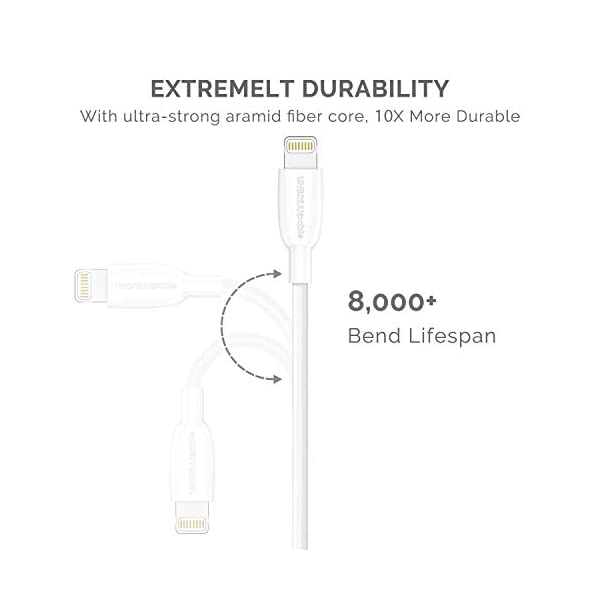 EXTREMELT DURABILITY
With ultra-strong aramid fiber core, 10X More Durable
8,000+
Bend Lifespan